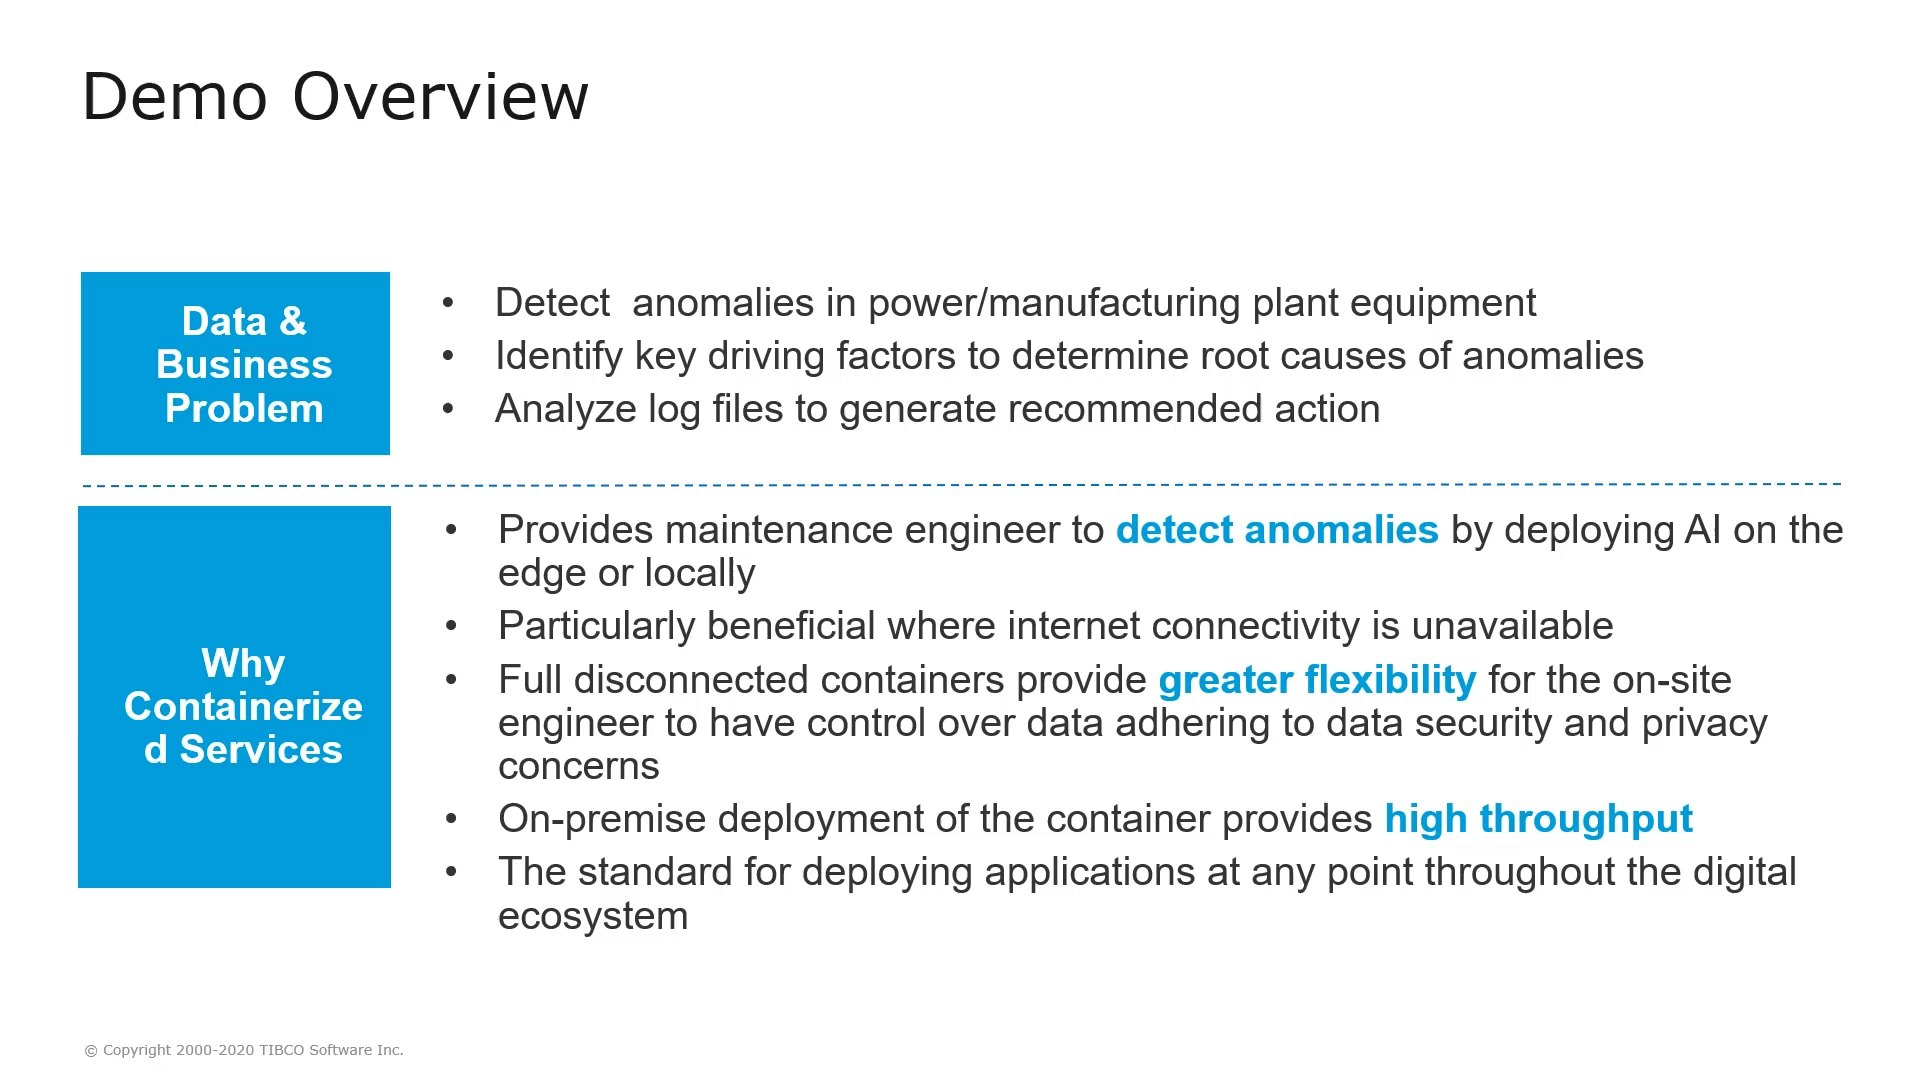 Demo Overview
Data &
Business
Problem
• Detect  anomalies in power/manufacturing plant equipment
• Identify key driving factors to determine root causes of anomalies
• Analyze log files to generate recommended action
Why
Containerize
d Services
• Provides maintenance engineer to detect anomalies by deploying AI on the
edge or locally
• Particularly beneficial where internet connectivity is unavailable
• Full disconnected containers provide greater flexibility for the on-site
engineer to have control over data adhering to data security and privacy
concerns
• On-premise deployment of the container provides high throughput
• The standard for deploying applications at any point throughout the digital
ecosystem
© Copyright 2000-2020 TIBCO Software Inc.